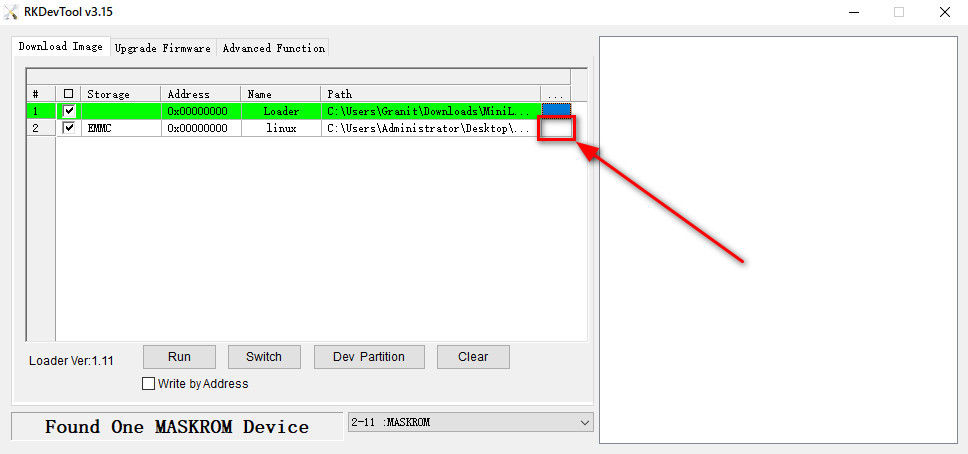 RKDevTool v3.15
Download Image Upgrade Firmware Advanced Function
# Storage Address Name Path ...
1 0x00000000 Loader C:\Users\Granit\Downloads\MiniL...
2 EMMC 0x00000000 linux C:\Users\Administrator\Desktop\...
Loader Ver:1.11 Run Switch Dev Partition Clear
Write by Address
Found One MASKROM Device 2-11 :MASKROM